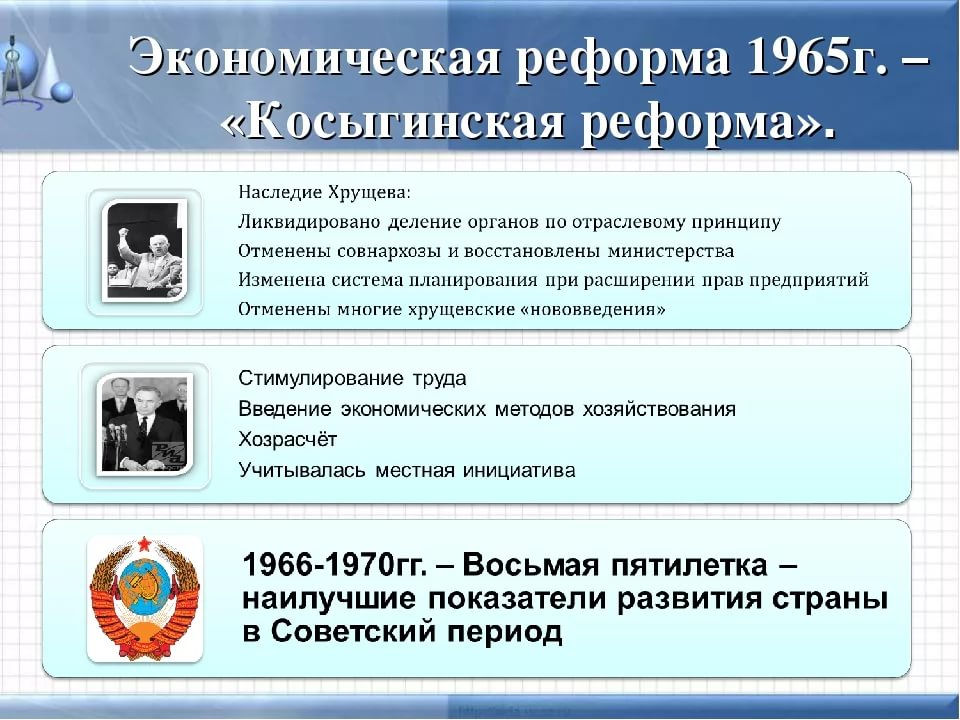 Экономическая реформа 1965г. –
«Косыгинская реформа».
Наследие Хрущева:
Ликвидировано деление органов по отраслевому принципу
Отменены совнархозы и восстановлены министерства
Изменена система планирования при расширении прав предприятий
Отменены многие хрущевские «нововведения»
Стимулирование труда
Введение экономических методов хозяйствования
Хозрасчёт
Учитывалась местная инициатива
1966-1970гг. – Восьмая пятилетка –
наилучшие показатели развития страны
в Советский период